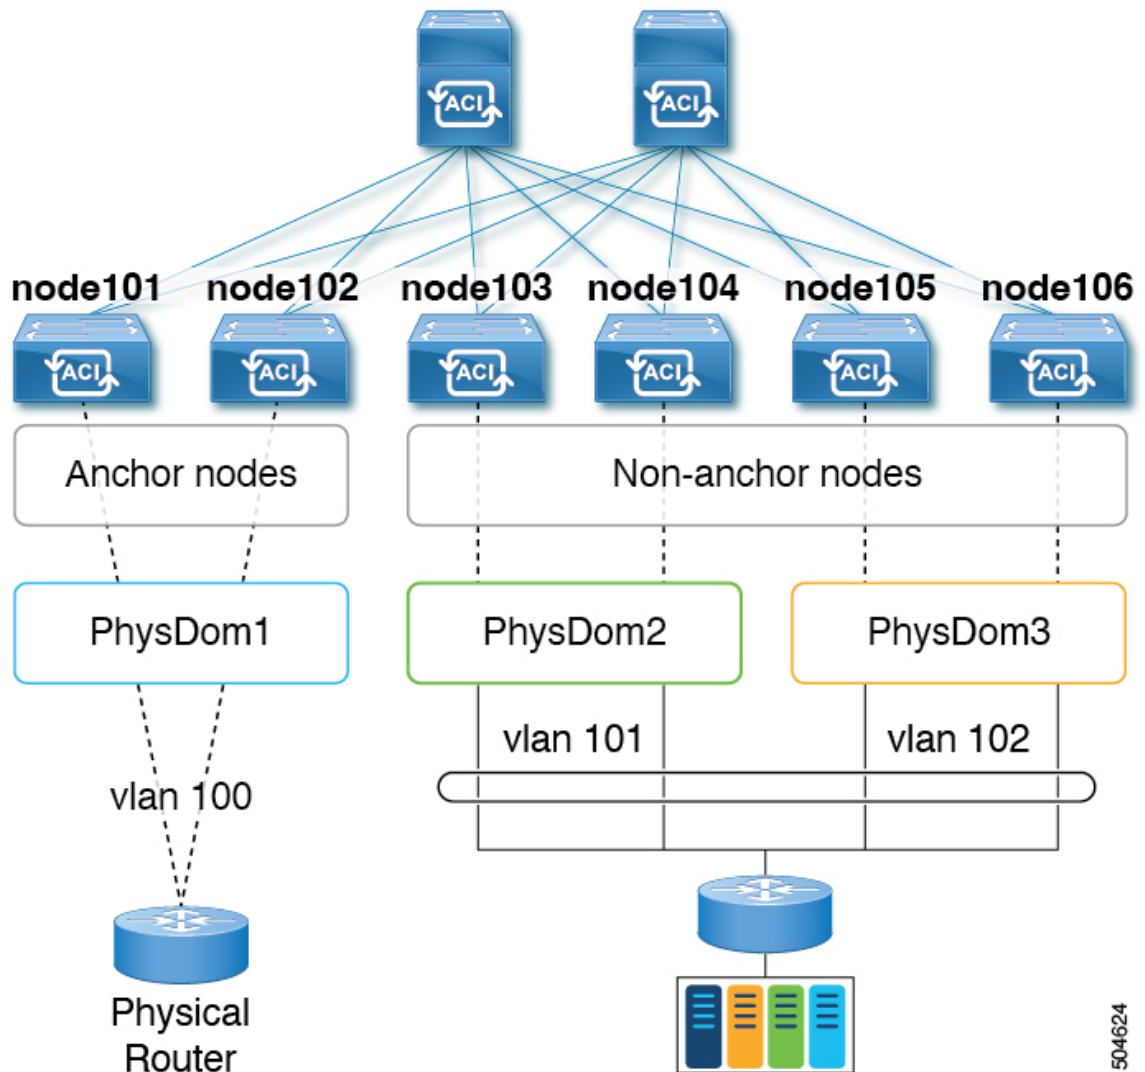 ACI ACI
node101 node102 node103 node104 node105 node106
ACI ACI ACI ACI ACI ACI
Anchor nodes Non-anchor nodes
PhysDom1 PhysDom2 PhysDom3
vlan 101 vlan 102
vlan 100
Physical
Router
504624